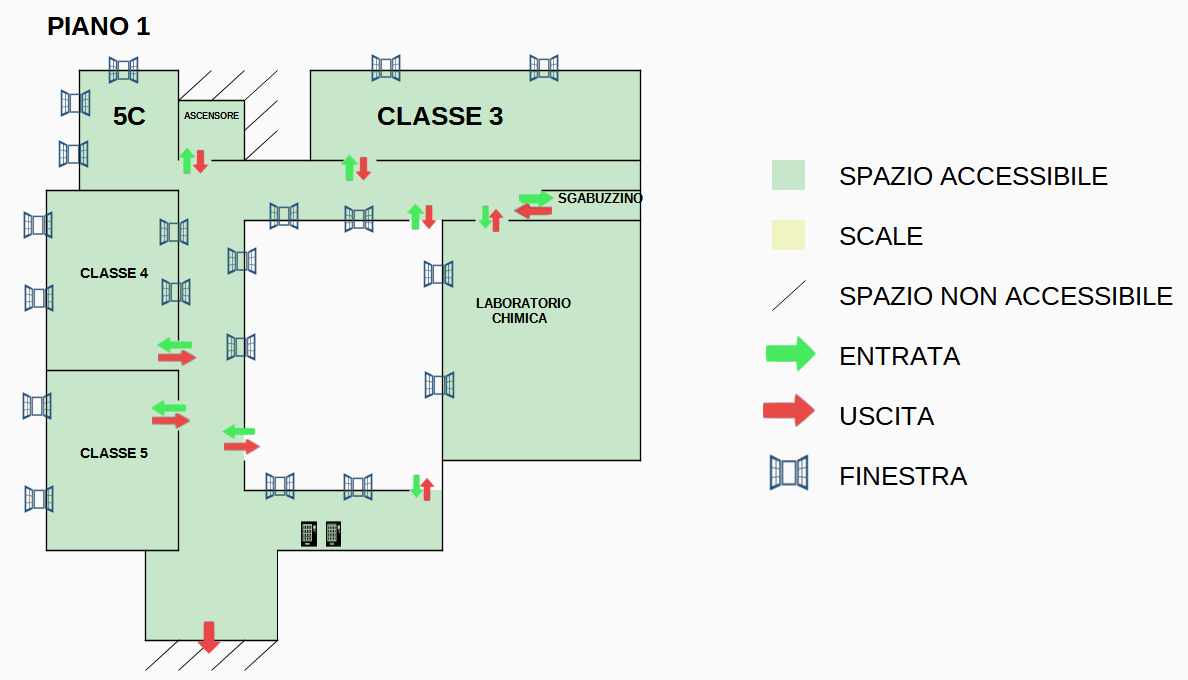 PIANO 1
5C
ASCENSORE
CLASSE 3
SGABUZZINO
CLASSE 4
LABORATORIO
CHIMICA
CLASSE 5
SPAZIO ACCESSIBILE
SCALE
SPAZIO NON ACCESSIBILE
ENTRATA
USCITA
FINESTRA